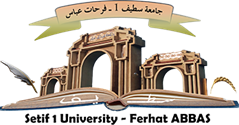 جامعة سطيف 1 - فرحات عباس
Setif 1 University - Ferhat ABBAS